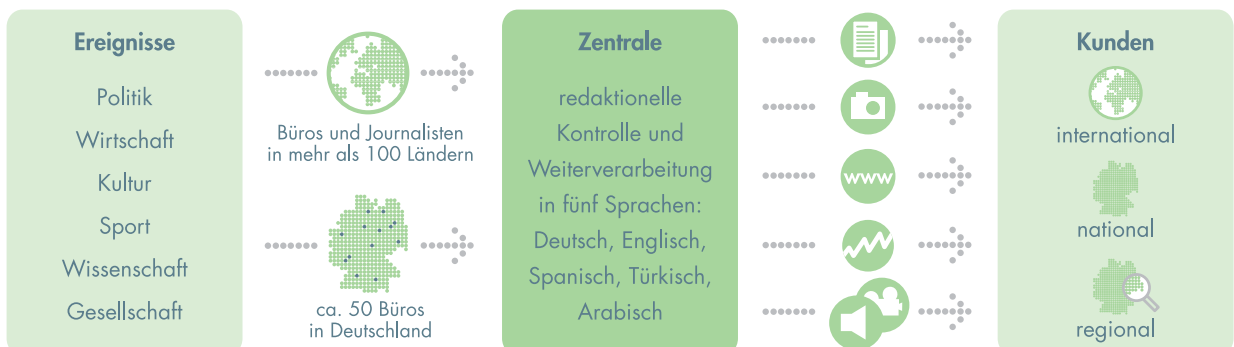 Ereignisse
Politik
Wirtschaft
Kultur
Sport
Wissenschaft
Gesellschaft
Büros und Journalisten
in mehr als 100 Ländern
ca. 50 Büros
in Deutschland
Zentrale
redaktionelle
Kontrolle und
Weiterverarbeitung
in fünf Sprachen:
Deutsch, Englisch,
Spanisch, Türkisch,
Arabisch
www
Kunden
international
national
regional